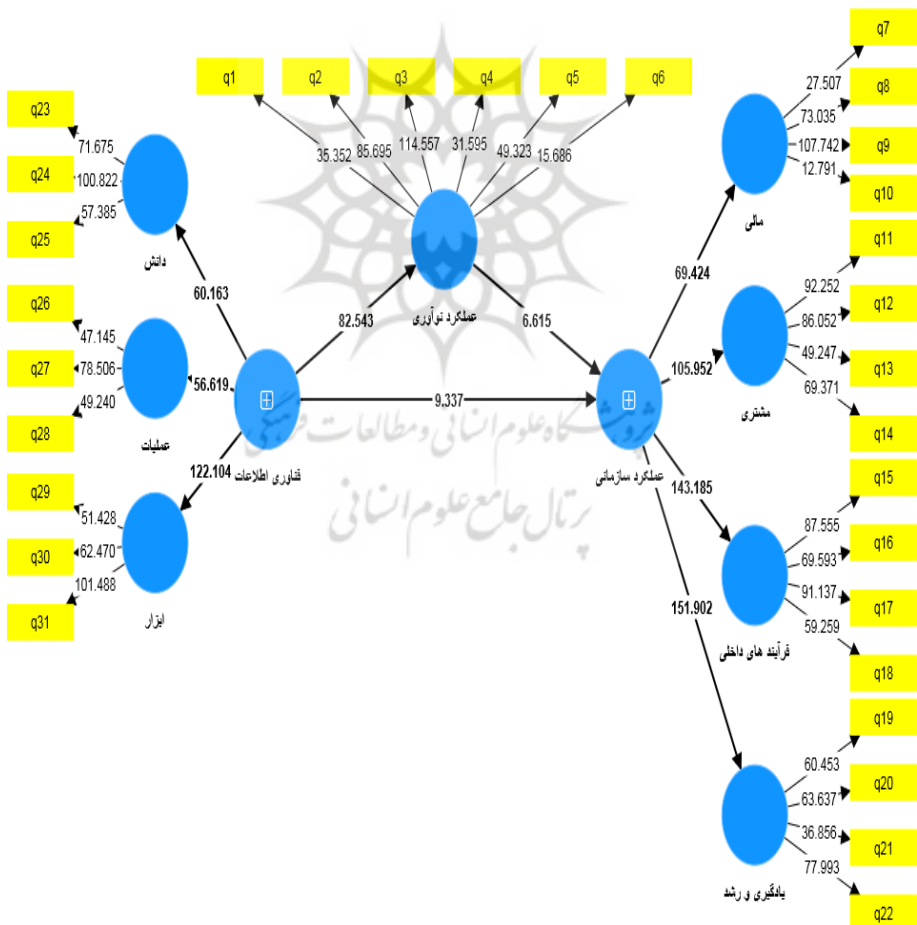 q1
q2
q3
q4
q5
q6
35.352
85.695
114.557
31.595
49.323
15.686
عملکرد نوآوری
q23
q24
q25
71.675
100.822
57.385
دانش
60.163
q26
q27
q28
47.145
78.506
49.240
عملیات
56.619
q29
q30
q31
51.428
62.470
101.488
ابزار
122.104
فناوری اطلاعات
82.543
6.615
9.337
عملکرد سازمانی
69.424
105.952
143.185
151.902
q7
q8
q9
q10
27.507
73.035
107.742
12.791
مالی
q11
q12
q13
q14
92.252
86.052
49.247
69.371
مشتری
q15
q16
q17
q18
87.555
69.593
91.137
59.259
فرآیند های داخلی
q19
q20
q21
q22
60.453
63.637
36.856
77.993
یادگیری و رشد
پژوهشگاه علوم انسانی و مطالعات فرهنگی
پرتال جامع علوم انسانی